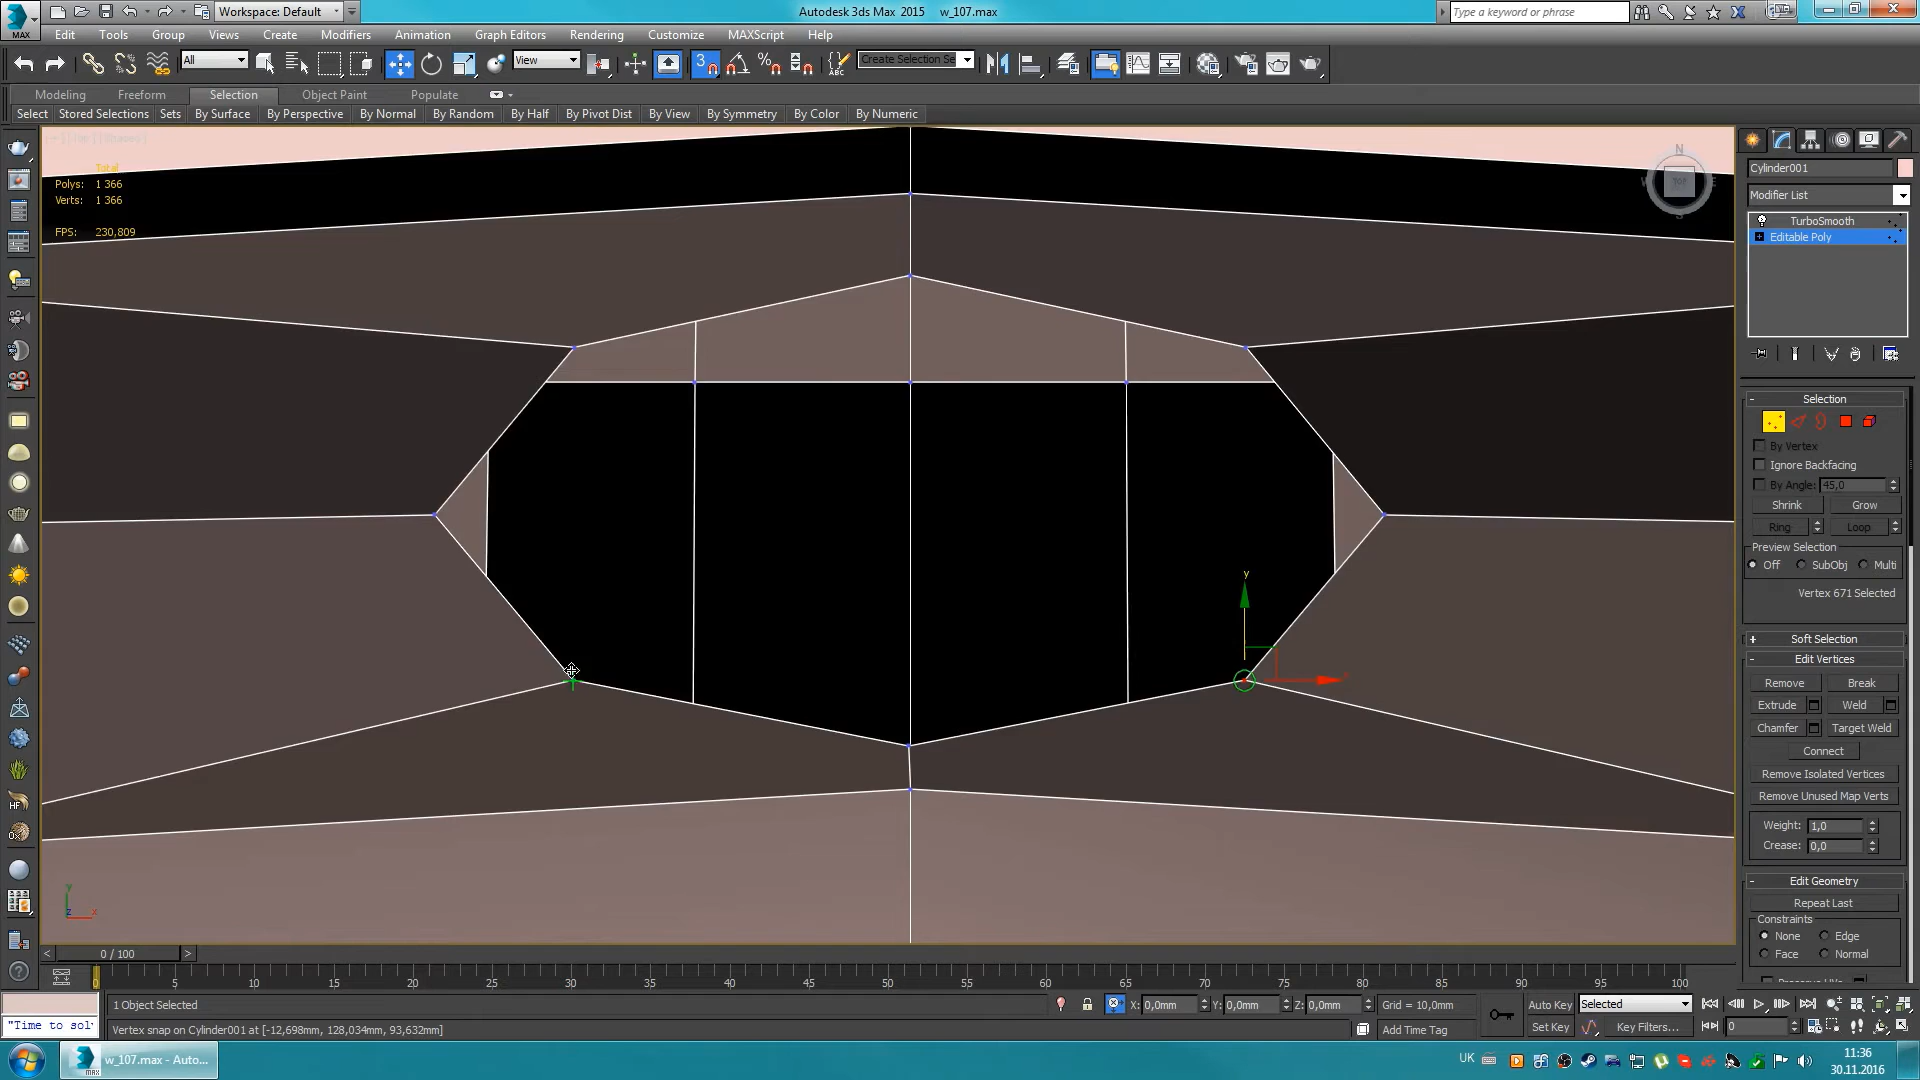 Workspace: Default
Autodesk 3ds Max 2015    w_107.max
Type a keyword or phrase
MAX
Edit Tools Group Views Create Modifiers Animation Graph Editors Rendering Customize MAXScript Help
All
View
3
ABC
Create Selection Se
Modeling Freeform Selection Object Paint Populate
Select Stored Selections Sets By Surface By Perspective By Normal By Random By Half By Pivot Dist By View By Symmetry By Color By Numeric
Total
Polys: 1 366
Verts: 1 366
FPS: 230,809
N
TOP
S
Cylinder001
Modifier List
TurboSmooth
Editable Poly
Selection
By Vertex
Ignore Backfacing
By Angle: 45,0
Shrink Grow
Ring Loop
Preview Selection
Off SubObj Multi
Vertex 671 Selected
Soft Selection
Edit Vertices
Remove Break
Extrude Weld
Chamfer Target Weld
Connect
Remove Isolated Vertices
Remove Unused Map Verts
Weight: 1,0
Crease: 0,0
Edit Geometry
Repeat Last
Constraints
None Edge
Face Normal
HF
y
x
y
z
x
< 0 / 100 >
0 5 10 15 20 25 30 35 40 45 50 55 60 65 70 75 80 85 90 95 100
1 Object Selected
X: 0,0mm Y: 0,0mm Z: 0,0mm Grid = 10,0mm
Auto Key Selected
"Time to sol
Vertex snap on Cylinder001 at [-12,698mm, 128,034mm, 93,632mm]
Add Time Tag
Set Key Key Filters... 0
w_107.max - Auto...
UK
11:36
30.11.2016